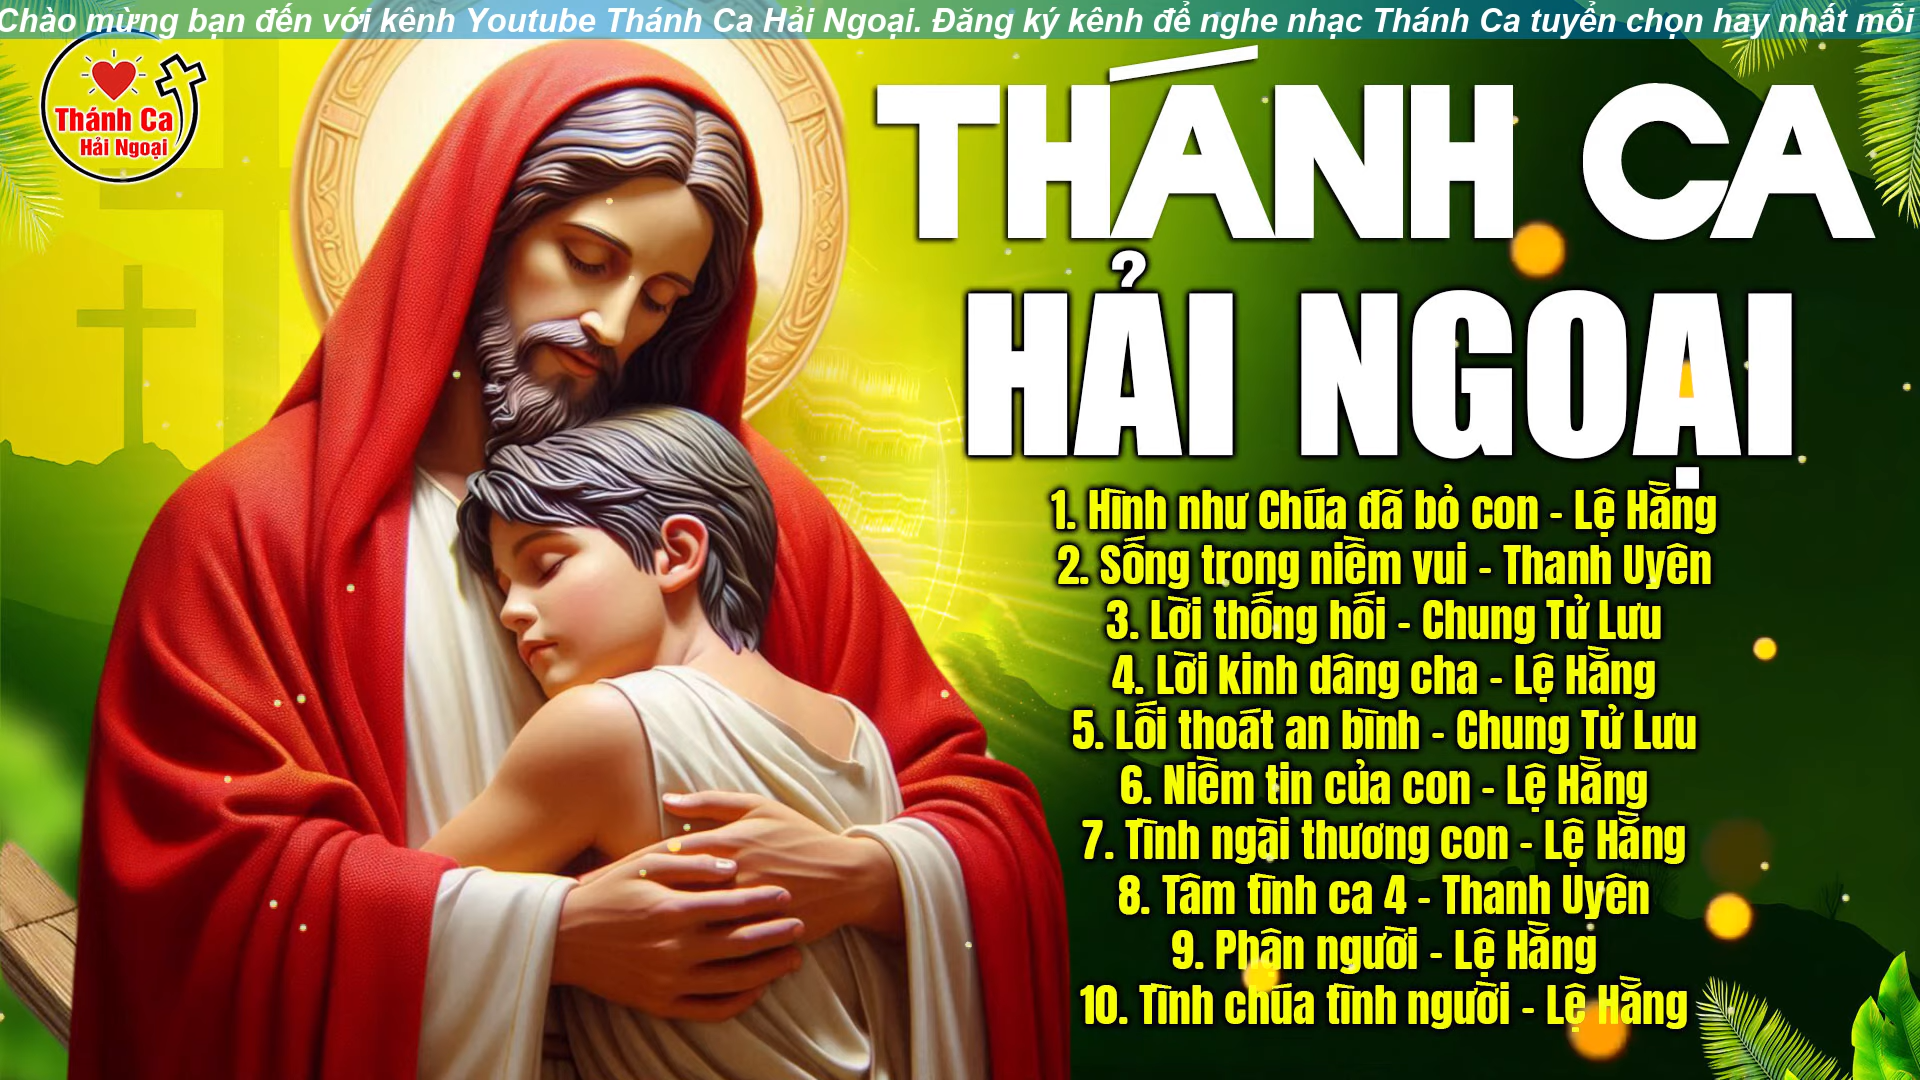 Chào mừng bạn đến với kênh Youtube Thánh Ca Hải Ngoại. Đăng ký kênh để nghe nhạc Thánh Ca tuyển chọn hay nhất mỗi
Thánh Ca
Hải Ngoại
THÁNH CA
HẢI NGOẠI
1. Hình như Chúa đã bỏ con - Lệ Hằng
2. Sống trong niềm vui - Thanh Uyên
3. Lời thống hối - Chung Tử Lưu
4. Lời kinh dâng cha - Lệ Hằng
5. Lối thoát an bình - Chung Tử Lưu
6. Niềm tin của con - Lệ Hằng
7. Tình ngài thương con - Lệ Hằng
8. Tâm tình ca 4 - Thanh Uyên
9. Phận người - Lệ Hằng
10. Tình chúa tình người - Lệ Hằng